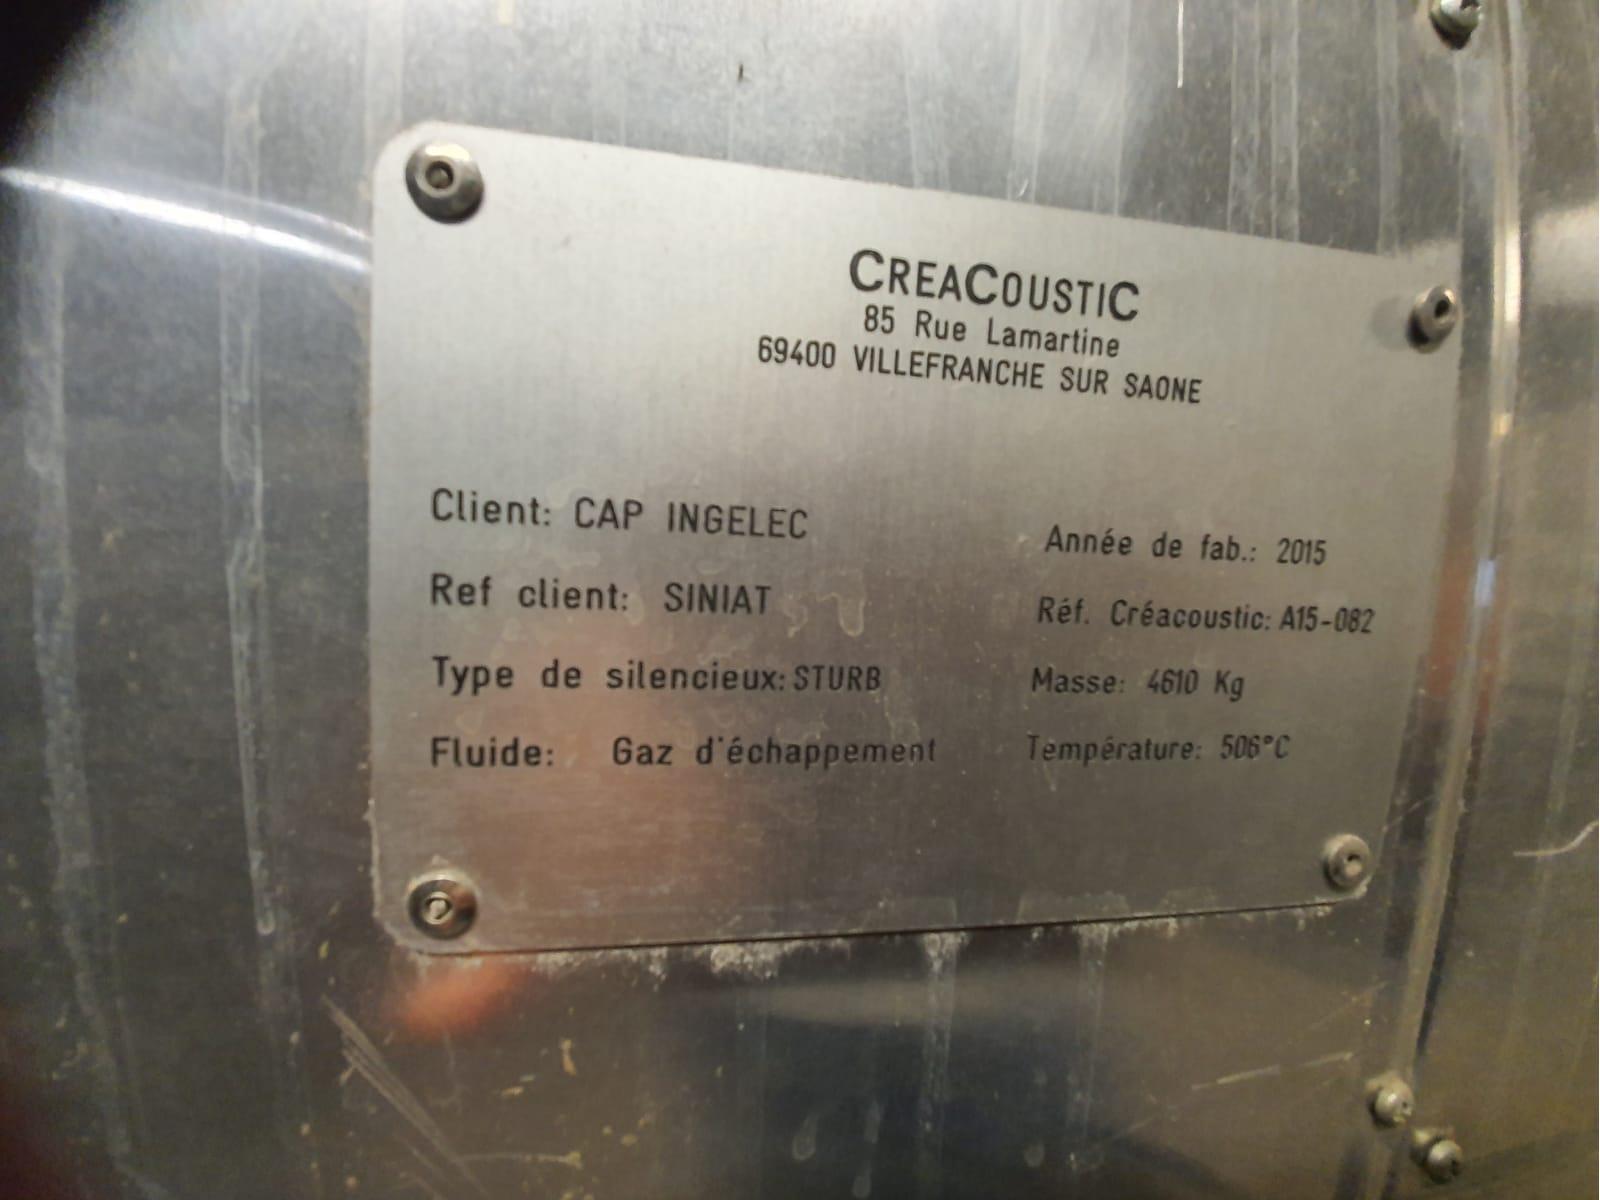 CREACOUSTIC
85 Rue Lamartine
69400 VILLEFRANCHE SUR SAONE
Client: CAP INGELEC
Année de fab.: 2015
Ref client: SINIAT
Réf. Créacoustic: A15-082
Type de silencieux: STURB
Masse: 4610 Kg
Fluide: Gaz d'échappement
Température: 506°C